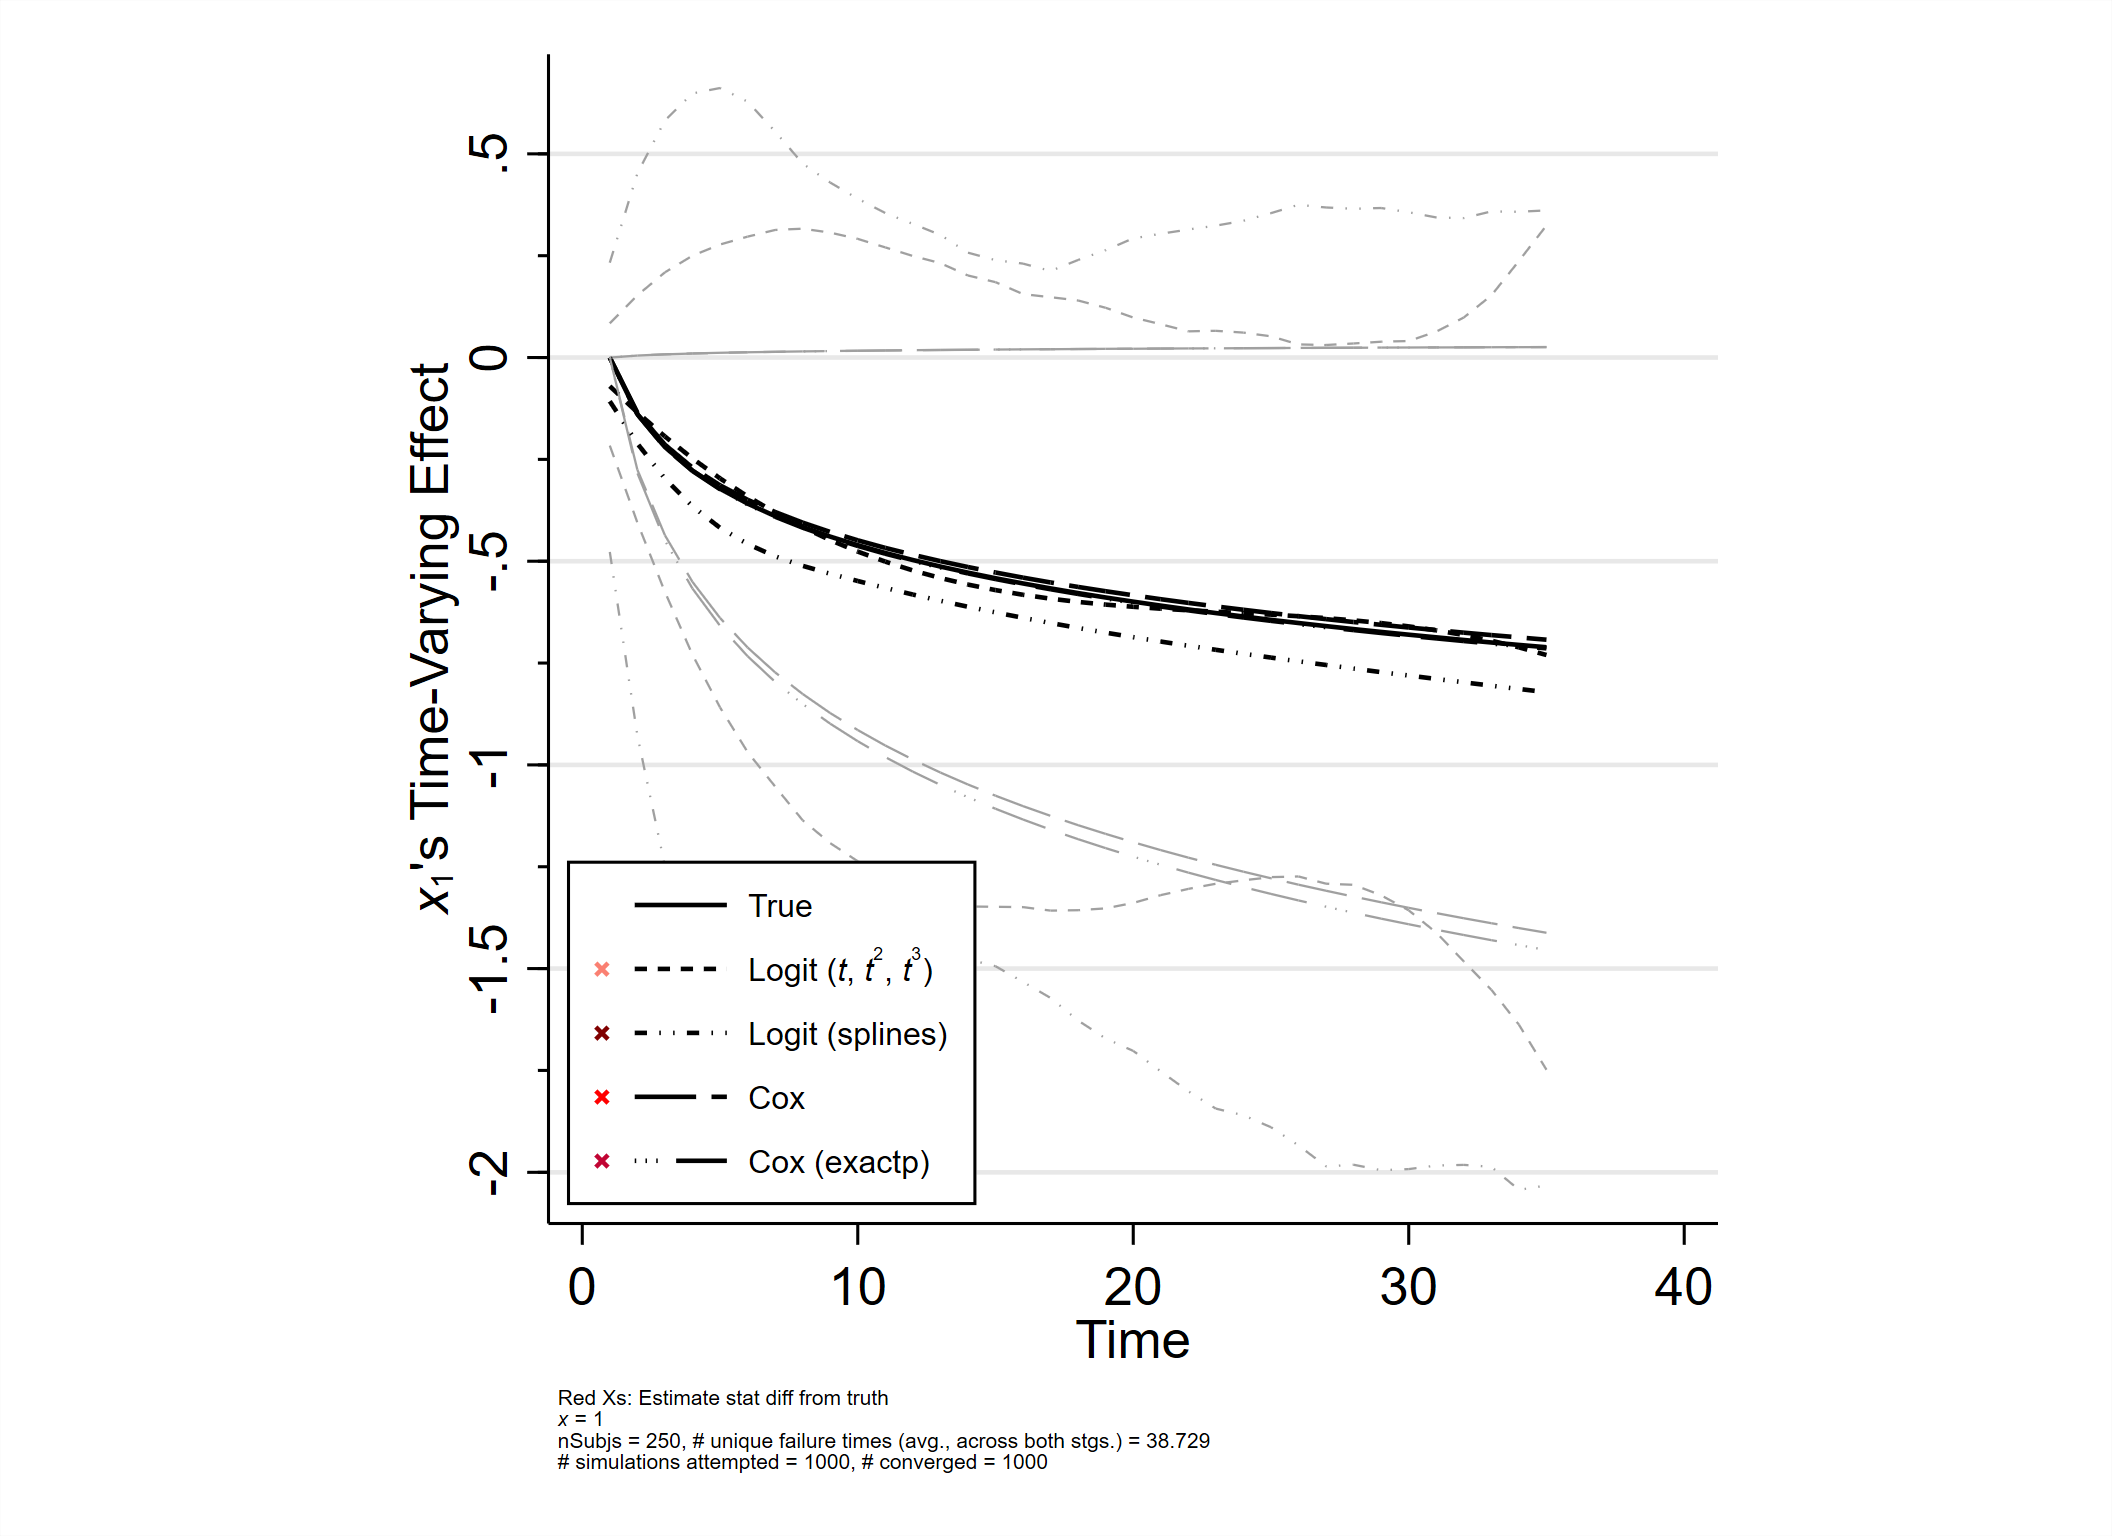 x₁'s Time-Varying Effect
.5
0
-.5
-1
-1.5
-2
True
Logit (t, t², t³)
Logit (splines)
Cox
Cox (exactp)
0 10 20 30 40
Time
Red Xs: Estimate stat diff from truth
x = 1
nSubjs = 250, # unique failure times (avg., across both stgs.) = 38.729
# simulations attempted = 1000, # converged = 1000